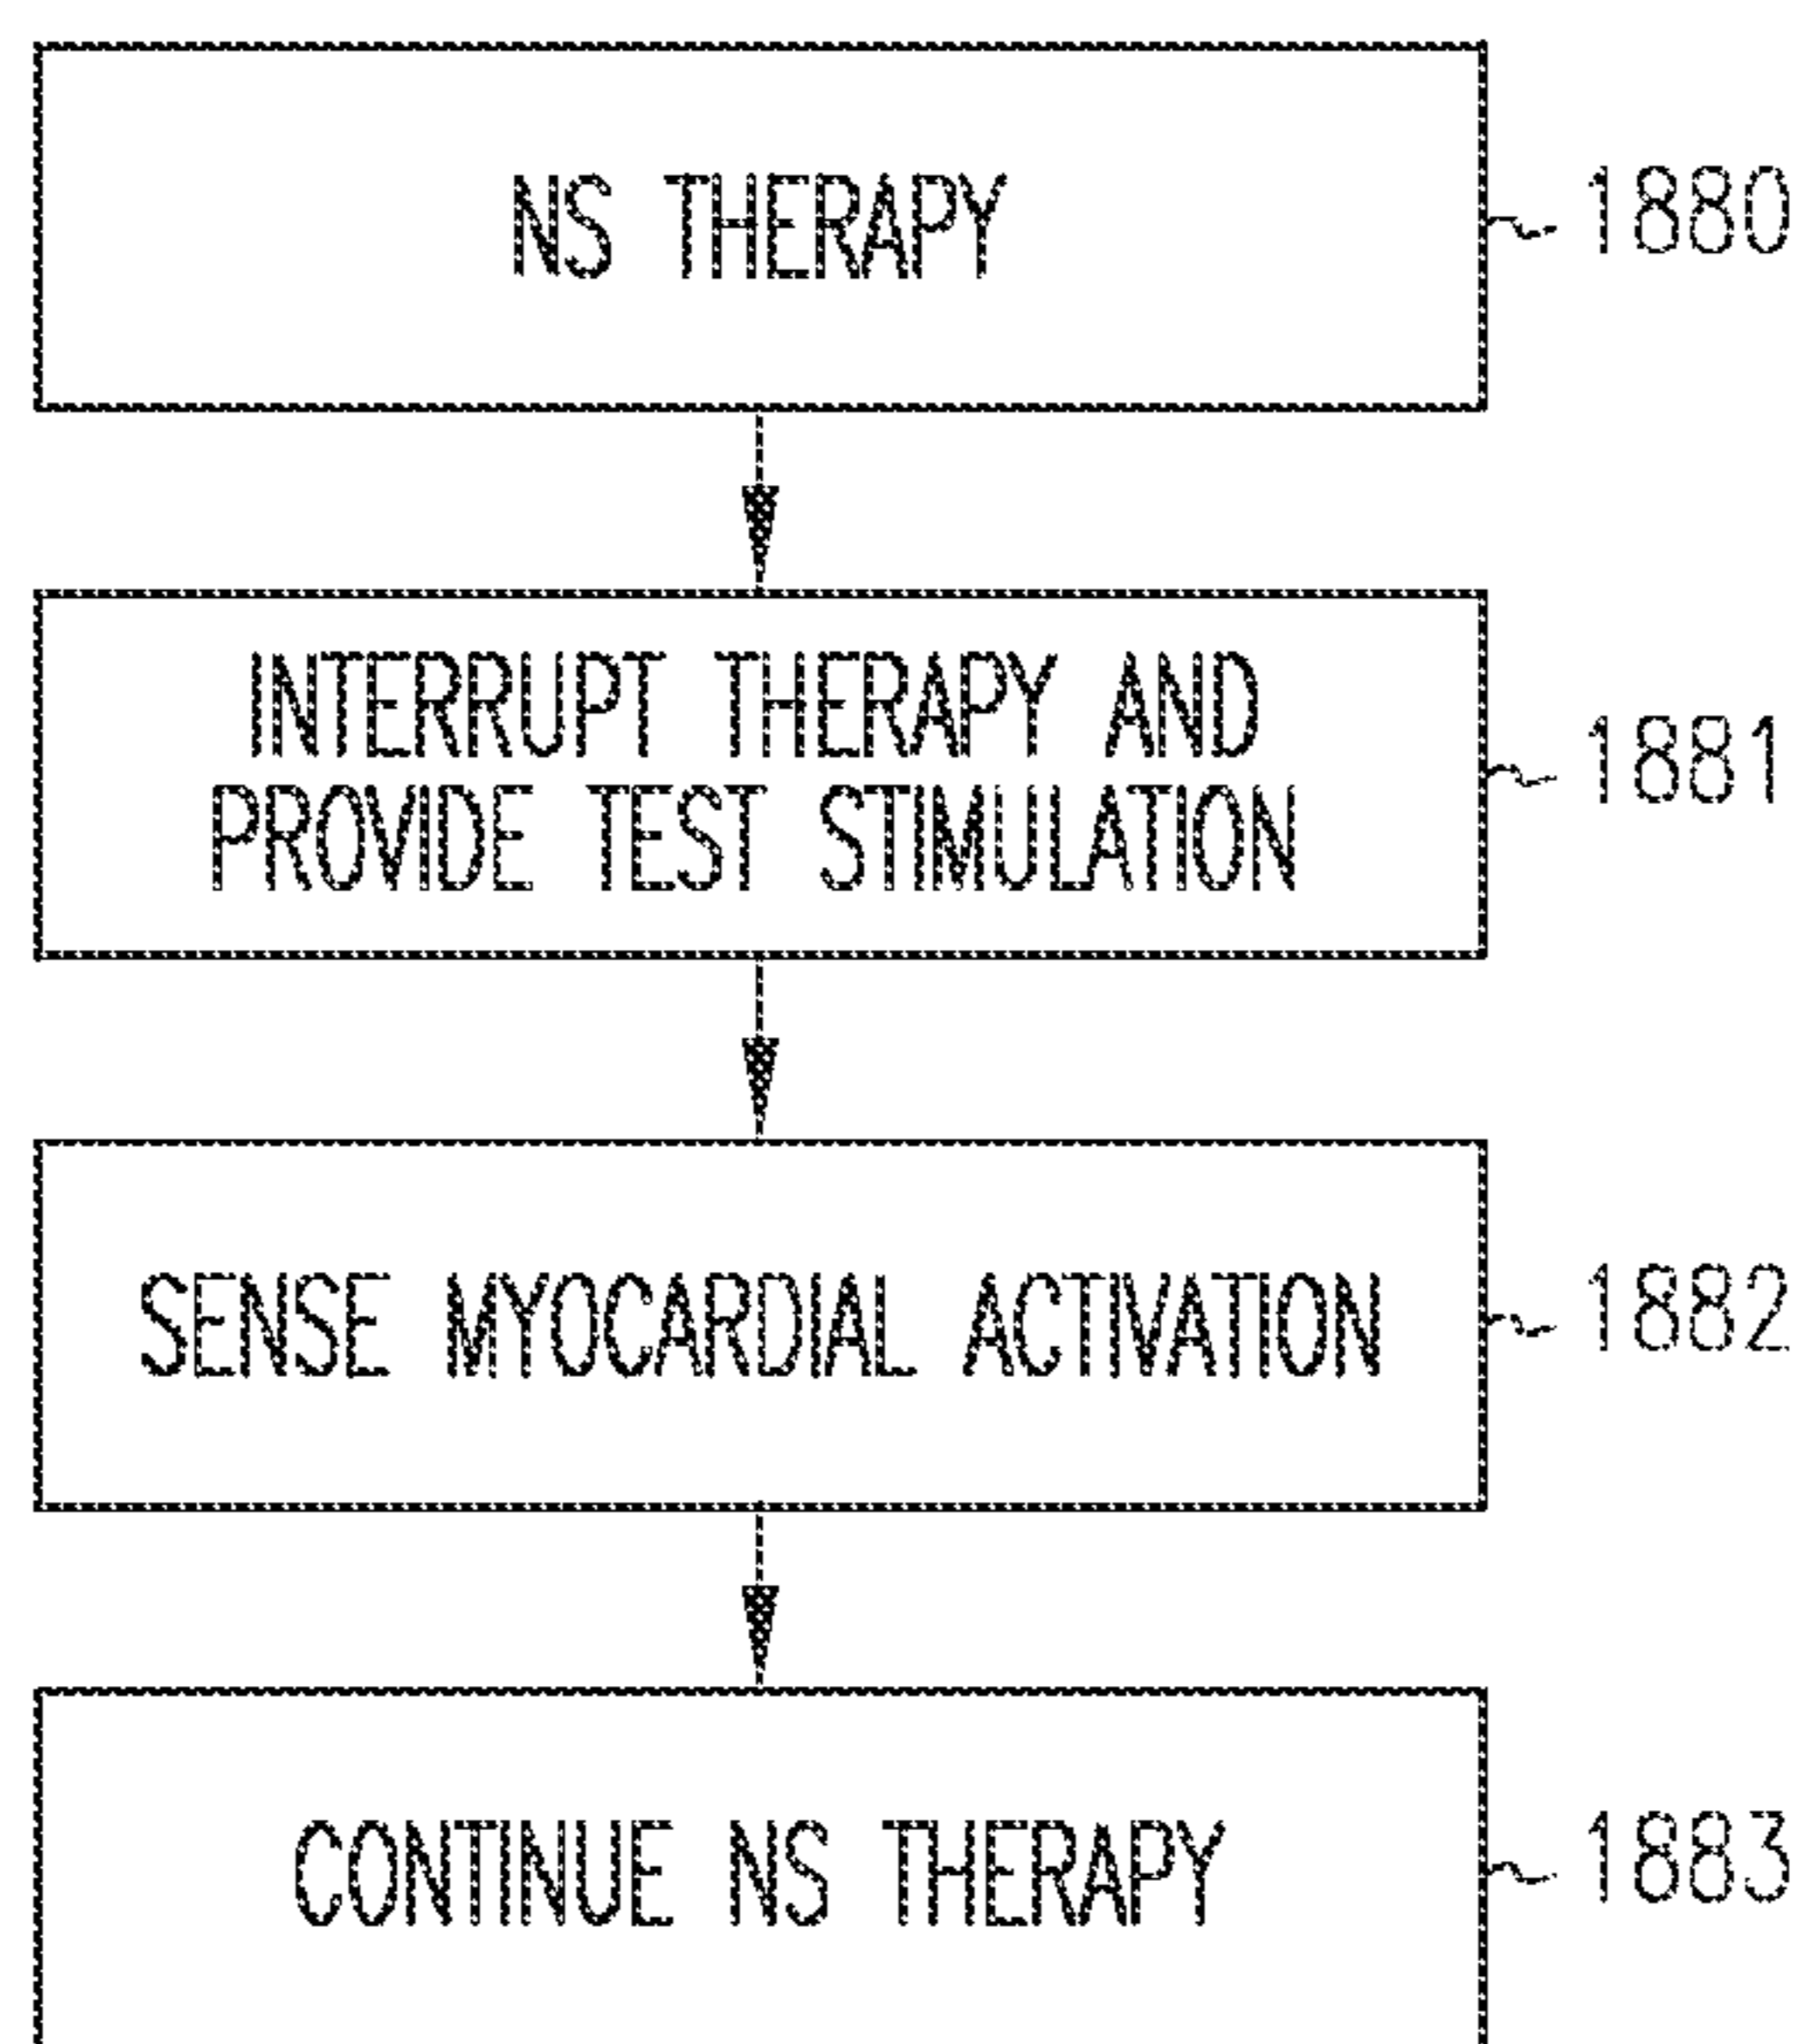 NS THERAPY
1880
INTERRUPT THERAPY AND
PROVIDE TEST STIMULATION
1881
SENSE MYOCARDIAL ACTIVATION
1882
CONTINUE NS THERAPY
1883